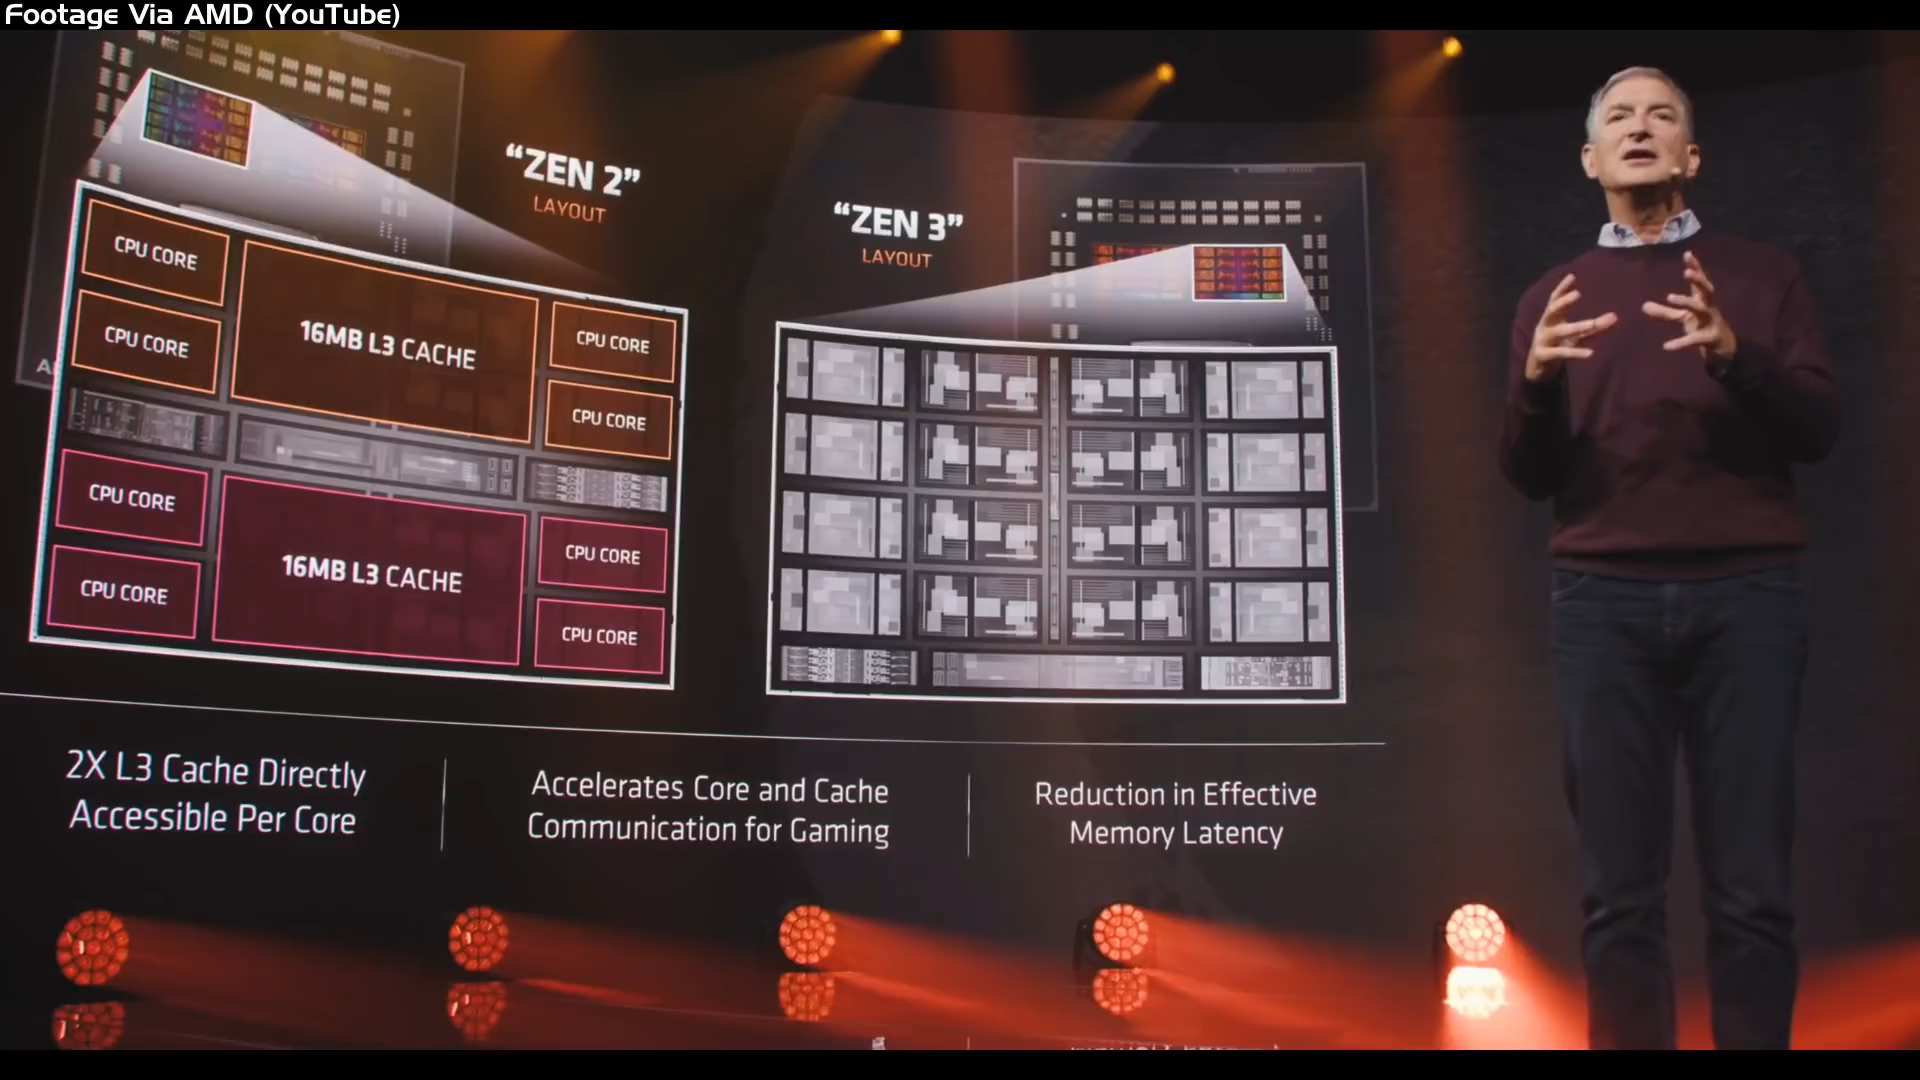 Footage Via AMD (YouTube)
“ZEN 2”
LAYOUT
CPU CORE
CPU CORE
16MB L3 CACHE
CPU CORE
CPU CORE
CPU CORE
CPU CORE
16MB L3 CACHE
CPU CORE
CPU CORE
“ZEN 3”
LAYOUT
2X L3 Cache Directly
Accessible Per Core
Accelerates Core and Cache
Communication for Gaming
Reduction in Effective
Memory Latency